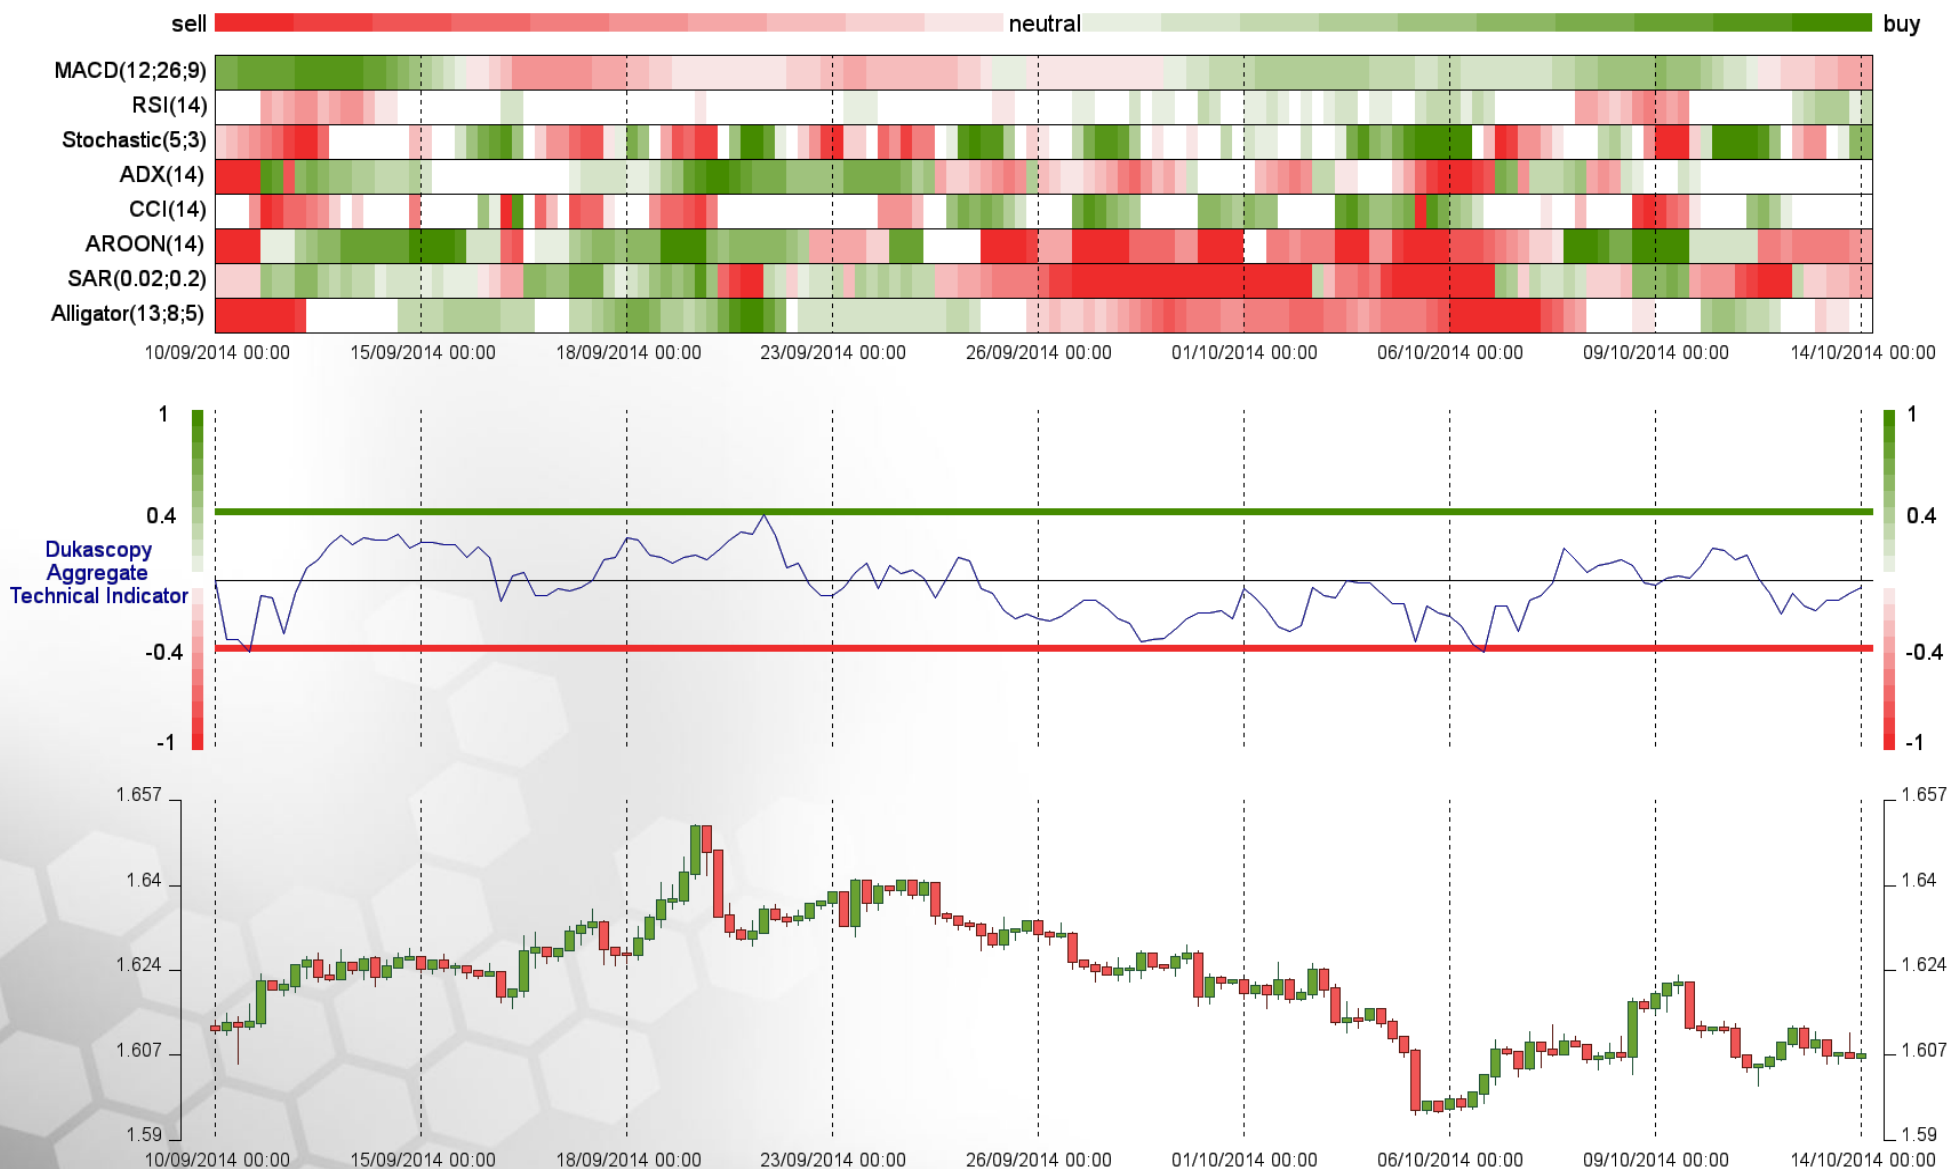 sell neutral buy
MACD(12;26;9)
RSI(14)
Stochastic(5;3)
ADX(14)
CCI(14)
AROON(14)
SAR(0.02;0.2)
Alligator(13;8;5)
10/09/2014 00:00 15/09/2014 00:00 18/09/2014 00:00 23/09/2014 00:00 26/09/2014 00:00 01/10/2014 00:00 06/10/2014 00:00 09/10/2014 00:00 14/10/2014 00:00
1 1
0.4 0.4
Dukascopy
Aggregate
Technical Indicator
-0.4 -0.4
-1 -1
1.657 1.657
1.64 1.64
1.624 1.624
1.607 1.607
1.59 1.59
10/09/2014 00:00 15/09/2014 00:00 18/09/2014 00:00 23/09/2014 00:00 26/09/2014 00:00 01/10/2014 00:00 06/10/2014 00:00 09/10/2014 00:00 14/10/2014 00:00